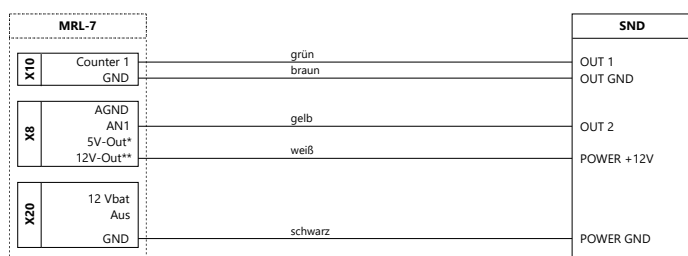 MRL-7
SND
X10
Counter 1
GND
grün
braun
OUT 1
OUT GND
X8
AGND
AN1
5V-Out*
12V-Out**
gelb
weiß
OUT 2
POWER +12V
X20
12 Vbat
Aus
GND
schwarz
POWER GND